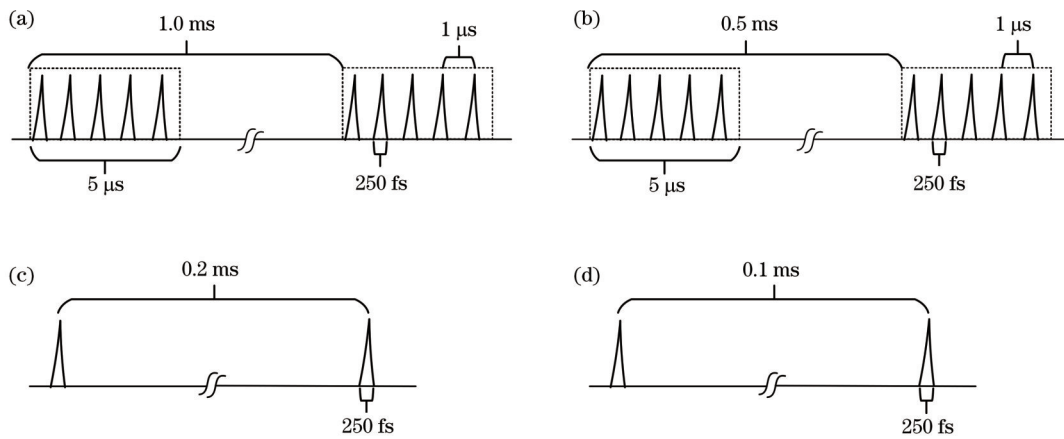 (a)
1.0 ms
1 μs
5 μs
250 fs
(b)
0.5 ms
1 μs
5 μs
250 fs
(c)
0.2 ms
250 fs
(d)
0.1 ms
250 fs